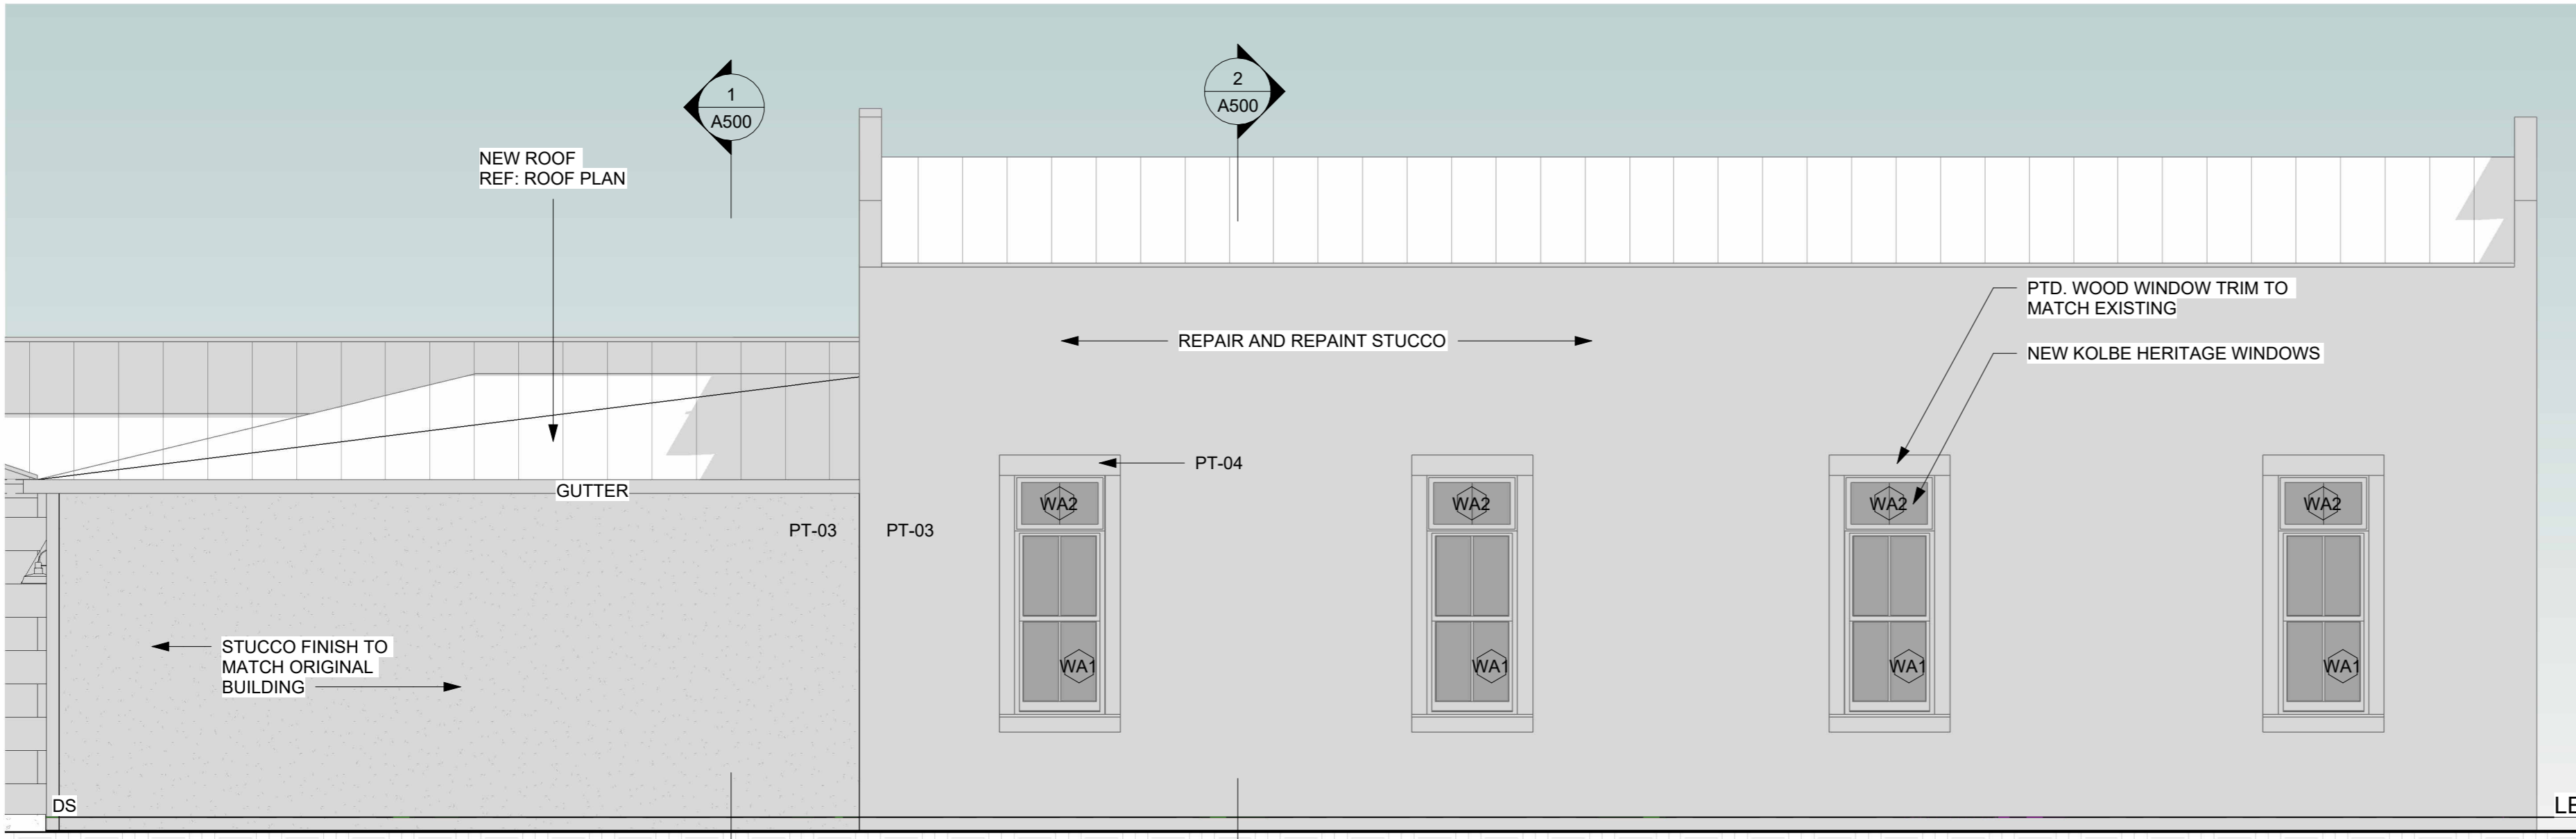 1
A500
2
A500
NEW ROOF
REF: ROOF PLAN
PTD. WOOD WINDOW TRIM TO
MATCH EXISTING
REPAIR AND REPAINT STUCCO
NEW KOLBE HERITAGE WINDOWS
PT-04
GUTTER
WA2
WA2
WA2
WA2
PT-03
PT-03
STUCCO FINISH TO
MATCH ORIGINAL
BUILDING
WA1
WA1
WA1
WA1
DS
LE